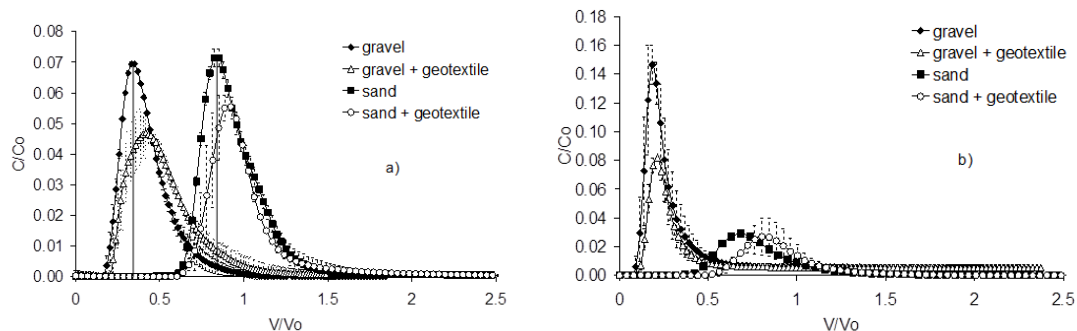 0.08
0.07
0.06
0.05
0.04
0.03
0.02
0.01
0.00
C/Co
0 0.5 1 1.5 2 2.5
V/Vo
gravel
gravel + geotextile
sand
sand + geotextile
a)
0.18
0.16
0.14
0.12
0.10
0.08
0.06
0.04
0.02
0.00
C/Co
0 0.5 1 1.5 2 2.5
V/Vo
gravel
gravel + geotextile
sand
sand + geotextile
b)